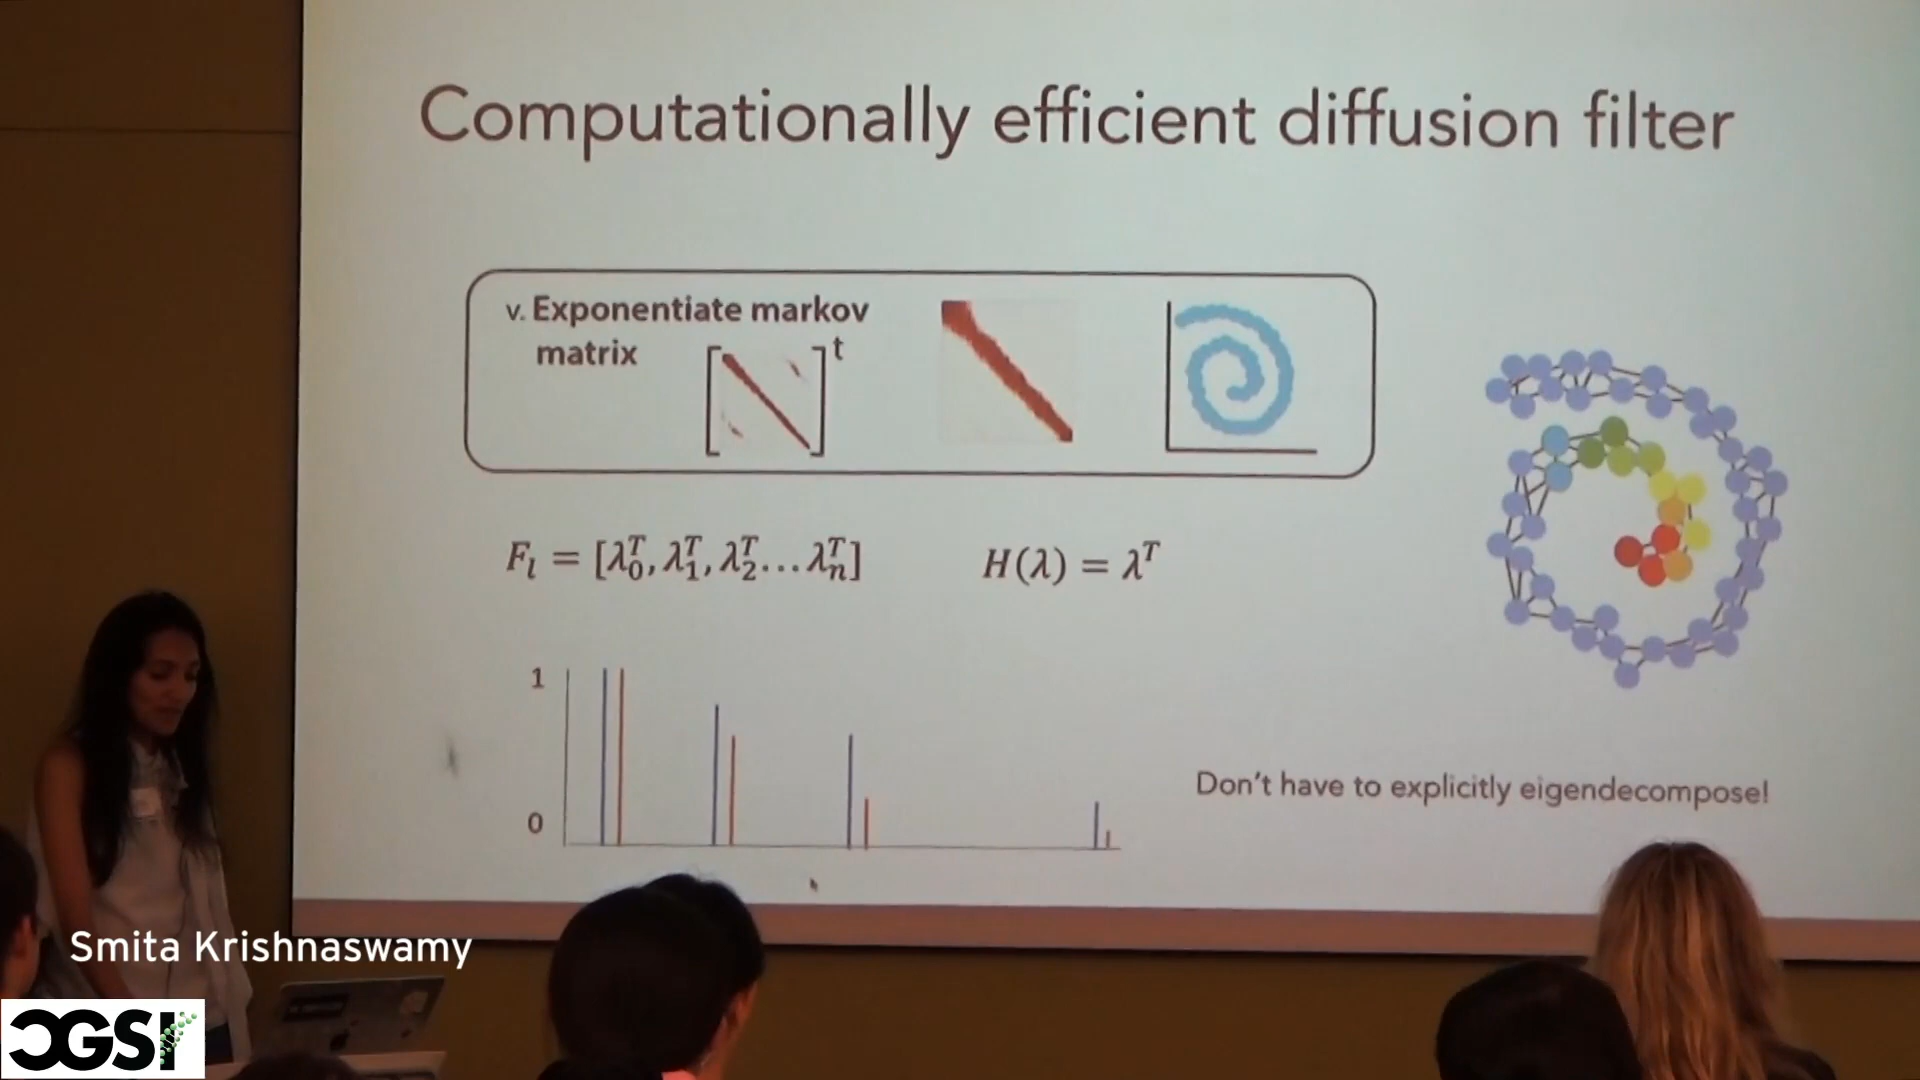 Computationally efficient diffusion filter
v. Exponentiate markov
matrix
t
F_l = [λ_0^T, λ_1^T, λ_2^T … λ_n^T]
H(λ) = λ^T
1
0
Don't have to explicitly eigendecompose!
Smita Krishnaswamy
CGSI